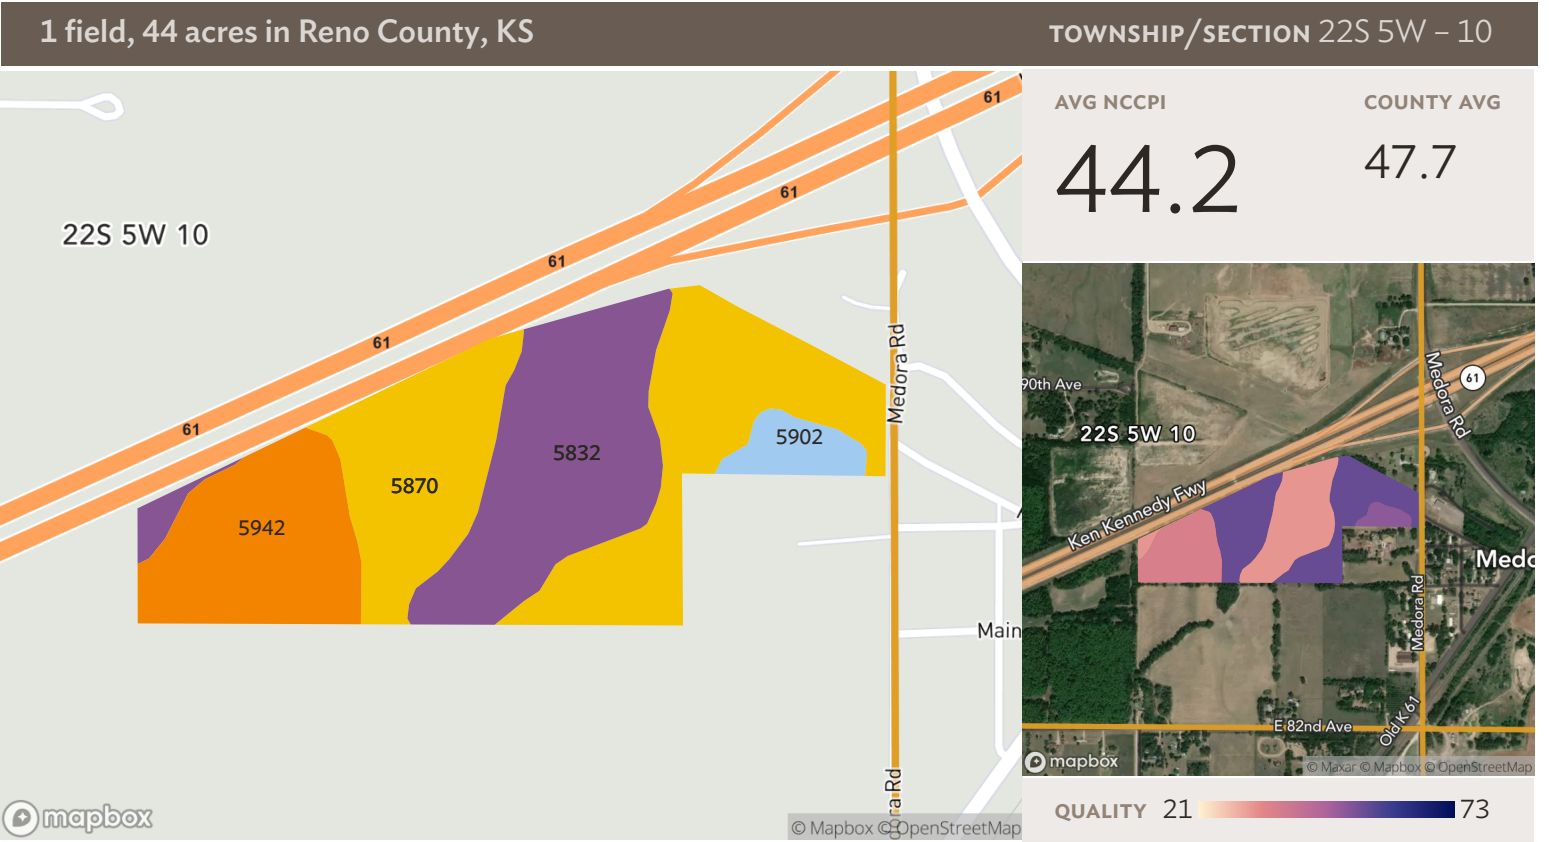 1 field, 44 acres in Reno County, KS
TOWNSHIP/SECTION 22S 5W – 10
61
61
61
61
61
22S 5W 10
5942
5870
5832
5902
Medora Rd
Main
dora Rd
mapbox
© Mapbox © OpenStreetMap
AVG NCCPI
COUNTY AVG
44.2
47.7
90th Ave
Medora Rd
61
22S 5W 10
Ken Kennedy Fwy
Medo
Medora Rd
Old K 61
E 82nd Ave
mapbox
© Maxar © Mapbox © OpenStreetMap
QUALITY 21 73